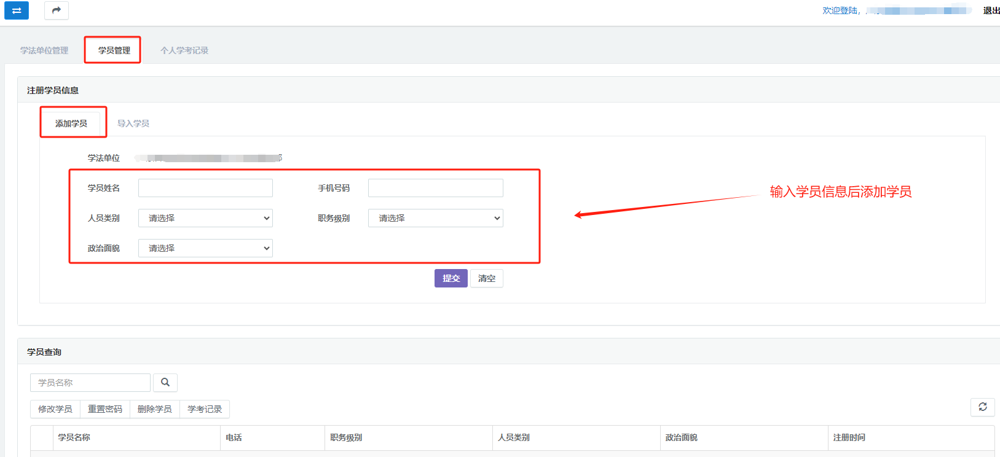 欢迎登陆，
退出
学法单位管理
学员管理
个人学考记录
注册学员信息
添加学员
导入学员
学法单位
学员姓名
手机号码
人员类别
请选择
职务级别
请选择
政治面貌
请选择
输入学员信息后添加学员
提交
清空
学员查询
学员名称
修改学员
重置密码
删除学员
学考记录
学员名称
电话
职务级别
人员类别
政治面貌
注册时间